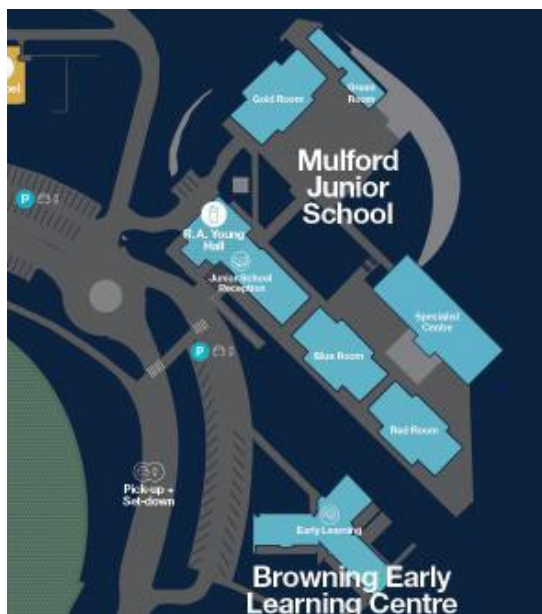 Gold Room
Green
Room
Mulford
Junior
School
P
R.A. Young
Hall
Junior School
Reception
Specialist
Centre
P
Blue Room
Red Room
Pick-up +
Set-down
Early Learning
Browning Early
Learning Centre